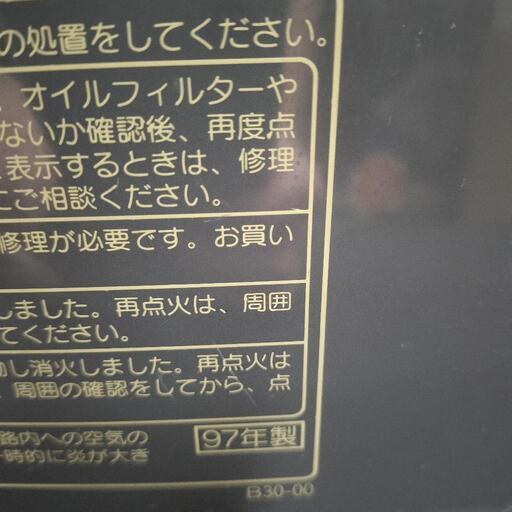 の処置をしてください。
オイルフィルターや
ないか確認後、再度点
表示するときは、修理
にご相談ください。
修理が必要です。お買い
しました。再点火は、周囲
てください。
し消火しました。再点火は
周囲の確認をしてから、点
路内への空気の
時的に炎が大き
97年製
B30-00